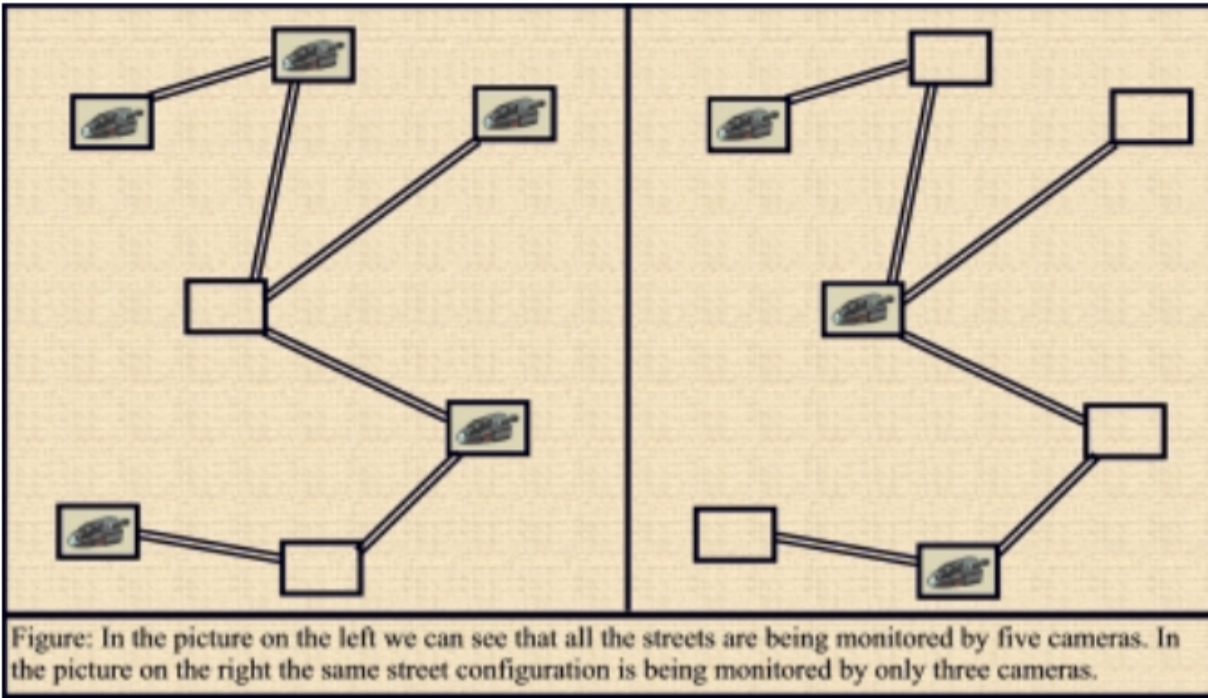 Figure: In the picture on the left we can see that all the streets are being monitored by five cameras. In
the picture on the right the same street configuration is being monitored by only three cameras.